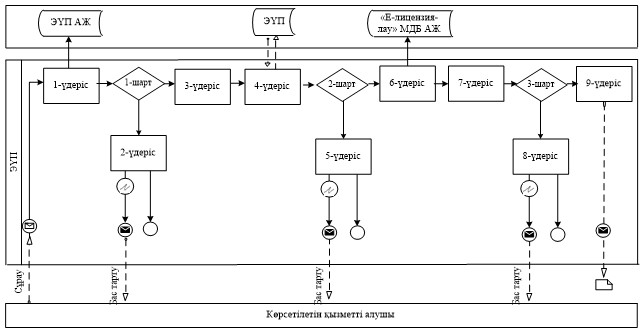 ЭҮП АЖ
ЭҮП
«Е-лицензия-
лау» МДБ АЖ
1-үдеріс
1-шарт
3-үдеріс
4-үдеріс
2-шарт
6-үдеріс
7-үдеріс
3-шарт
9-үдеріс
2-үдеріс
5-үдеріс
8-үдеріс
ЭҮП
Сұрау
Бас тарту
Бас тарту
Бас тарту
Көрсетілетін қызметті алушы